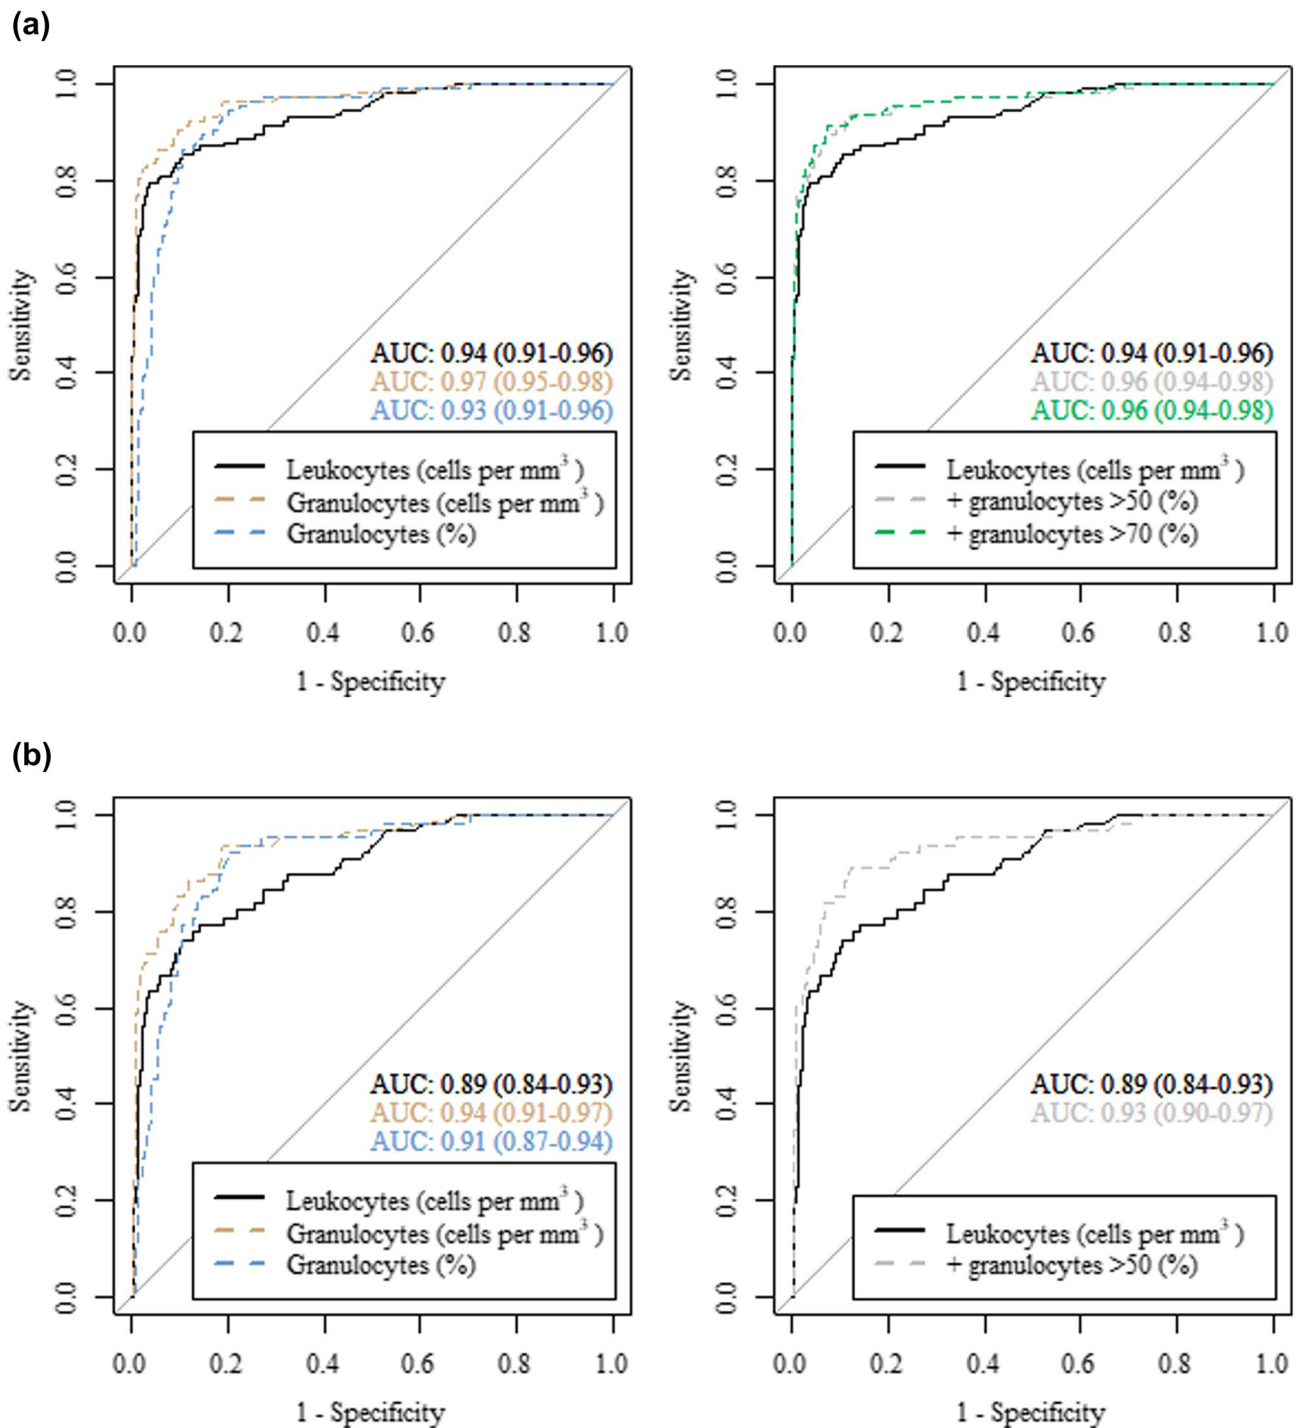 (a)
1.0
0.8
0.6
0.4
0.2
0.0
Sensitivity
AUC: 0.94 (0.91-0.96)
AUC: 0.97 (0.95-0.98)
AUC: 0.93 (0.91-0.96)
Leukocytes (cells per mm³ )
Granulocytes (cells per mm³ )
Granulocytes (%)
0.0 0.2 0.4 0.6 0.8 1.0
1 - Specificity
1.0
0.8
0.6
0.4
0.2
0.0
Sensitivity
AUC: 0.94 (0.91-0.96)
AUC: 0.96 (0.94-0.98)
AUC: 0.96 (0.94-0.98)
Leukocytes (cells per mm³ )
+ granulocytes >50 (%)
+ granulocytes >70 (%)
0.0 0.2 0.4 0.6 0.8 1.0
1 - Specificity
(b)
1.0
0.8
0.6
0.4
0.2
0.0
Sensitivity
AUC: 0.89 (0.84-0.93)
AUC: 0.94 (0.91-0.97)
AUC: 0.91 (0.87-0.94)
Leukocytes (cells per mm³ )
Granulocytes (cells per mm³ )
Granulocytes (%)
0.0 0.2 0.4 0.6 0.8 1.0
1 - Specificity
1.0
0.8
0.6
0.4
0.2
0.0
Sensitivity
AUC: 0.89 (0.84-0.93)
AUC: 0.93 (0.90-0.97)
Leukocytes (cells per mm³ )
+ granulocytes >50 (%)
0.0 0.2 0.4 0.6 0.8 1.0
1 - Specificity